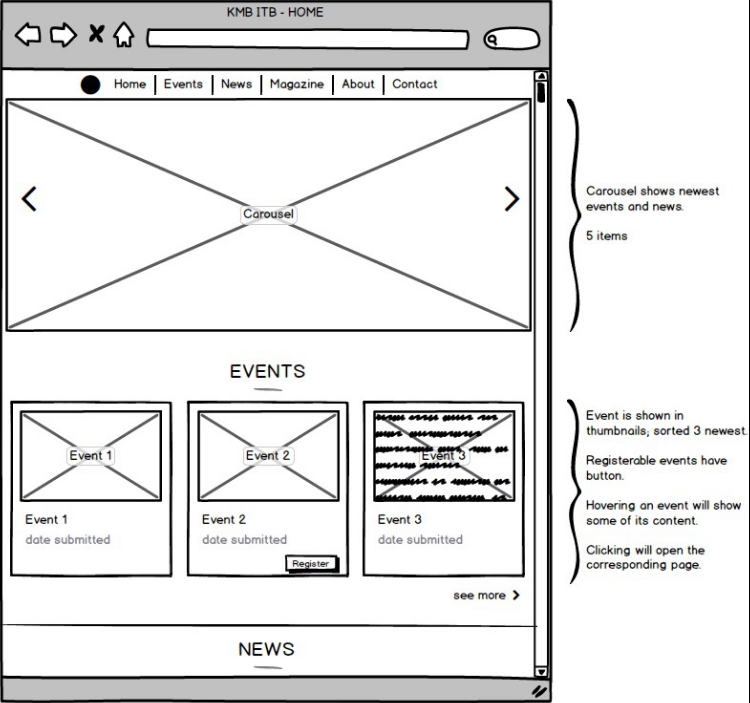 KMB ITB - HOME
Home Events News Magazine About Contact
Carousel
Carousel shows newest
events and news.
5 items
EVENTS
Event 1
Event 2
Event 3
Event 1
date submitted
Event 2
date submitted
Register
Event 3
date submitted
see more
Event is shown in
thumbnails; sorted 3 newest.
Registerable events have
button.
Hovering an event will show
some of its content.
Clicking will open the
corresponding page.
NEWS